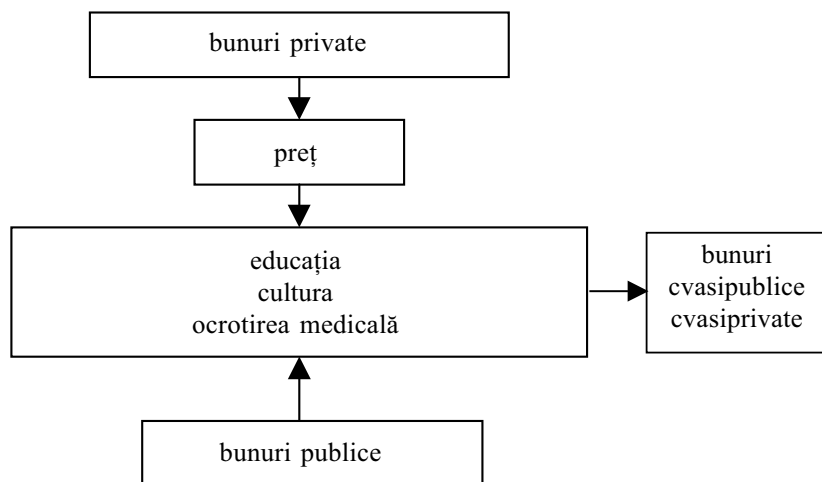 bunuri private
preț
educația
cultura
ocrotirea medicală
bunuri
cvasipublice
cvasiprivate
bunuri publice